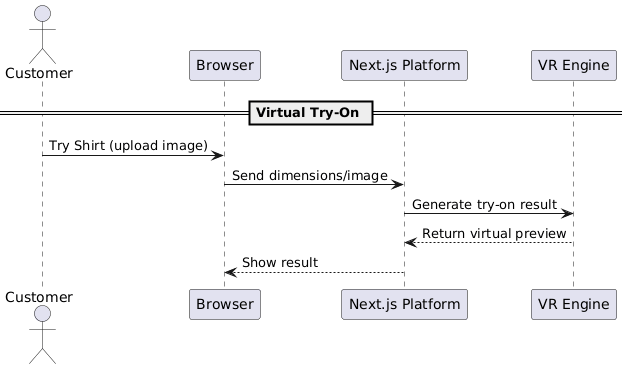 Customer
Browser
Next.js Platform
VR Engine
Virtual Try-On
Try Shirt (upload image)
Send dimensions/image
Generate try-on result
Return virtual preview
Show result
Customer
Browser
Next.js Platform
VR Engine